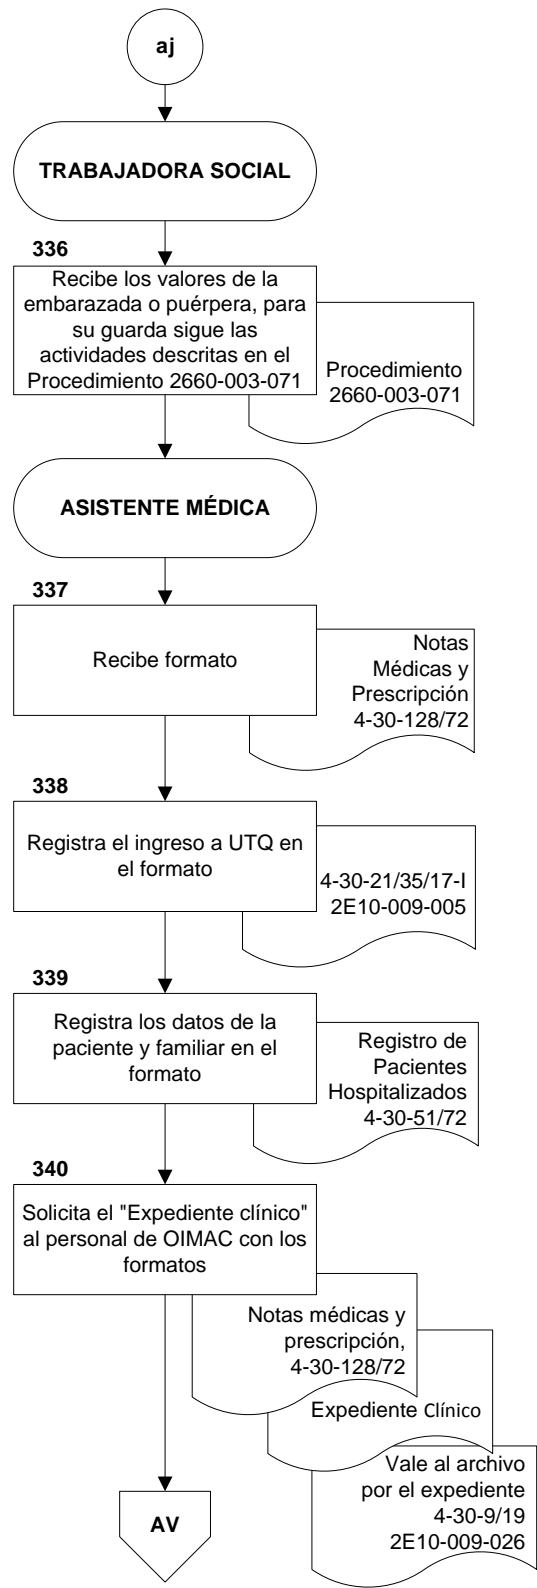 aj
TRABAJADORA SOCIAL
336
Recibe los valores de la
embarazada o puérpera, para
su guarda sigue las
actividades descritas en el
Procedimiento 2660-003-071
Procedimiento
2660-003-071
ASISTENTE MÉDICA
337
Recibe formato
Notas
Médicas y
Prescripción
4-30-128/72
338
Registra el ingreso a UTQ en
el formato
4-30-21/35/17-I
2E10-009-005
339
Registra los datos de la
paciente y familiar en el
formato
Registro de
Pacientes
Hospitalizados
4-30-51/72
340
Solicita el "Expediente clínico"
al personal de OIMAC con los
formatos
Notas médicas y
prescripción,
4-30-128/72
Expediente Clínico
Vale al archivo
por el expediente
4-30-9/19
2E10-009-026
AV